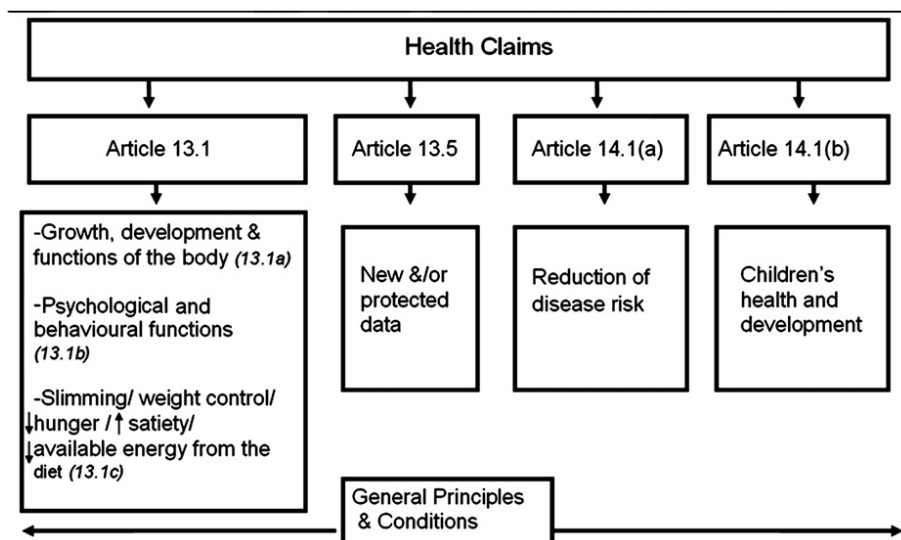 Health Claims
Article 13.1
Article 13.5
Article 14.1(a)
Article 14.1(b)
-Growth, development &
functions of the body (13.1a)
-Psychological and
behavioural functions
(13.1b)
-Slimming/ weight control/
↓hunger /↑ satiety/
↓available energy from the
diet (13.1c)
New &/or
protected
data
Reduction of
disease risk
Children's
health and
development
General Principles
& Conditions